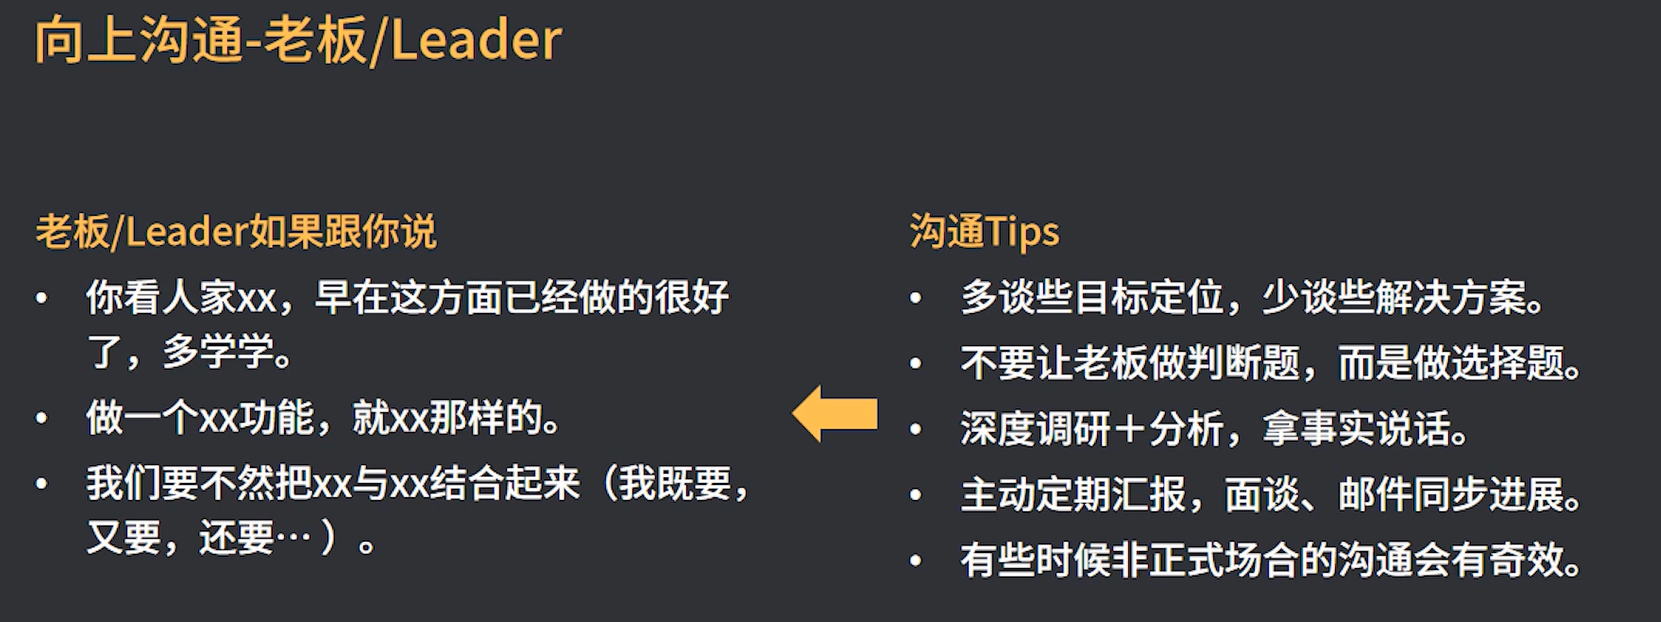 向上沟通-老板/Leader
老板/Leader如果跟你说
• 你看人家xx，早在这方面已经做的很好
了，多学学。
• 做一个xx功能，就xx那样的。
• 我们要不然把xx与xx结合起来（我既要，
又要，还要… ）。
沟通Tips
• 多谈些目标定位，少谈些解决方案。
• 不要让老板做判断题，而是做选择题。
• 深度调研＋分析，拿事实说话。
• 主动定期汇报，面谈、邮件同步进展。
• 有些时候非正式场合的沟通会有奇效。